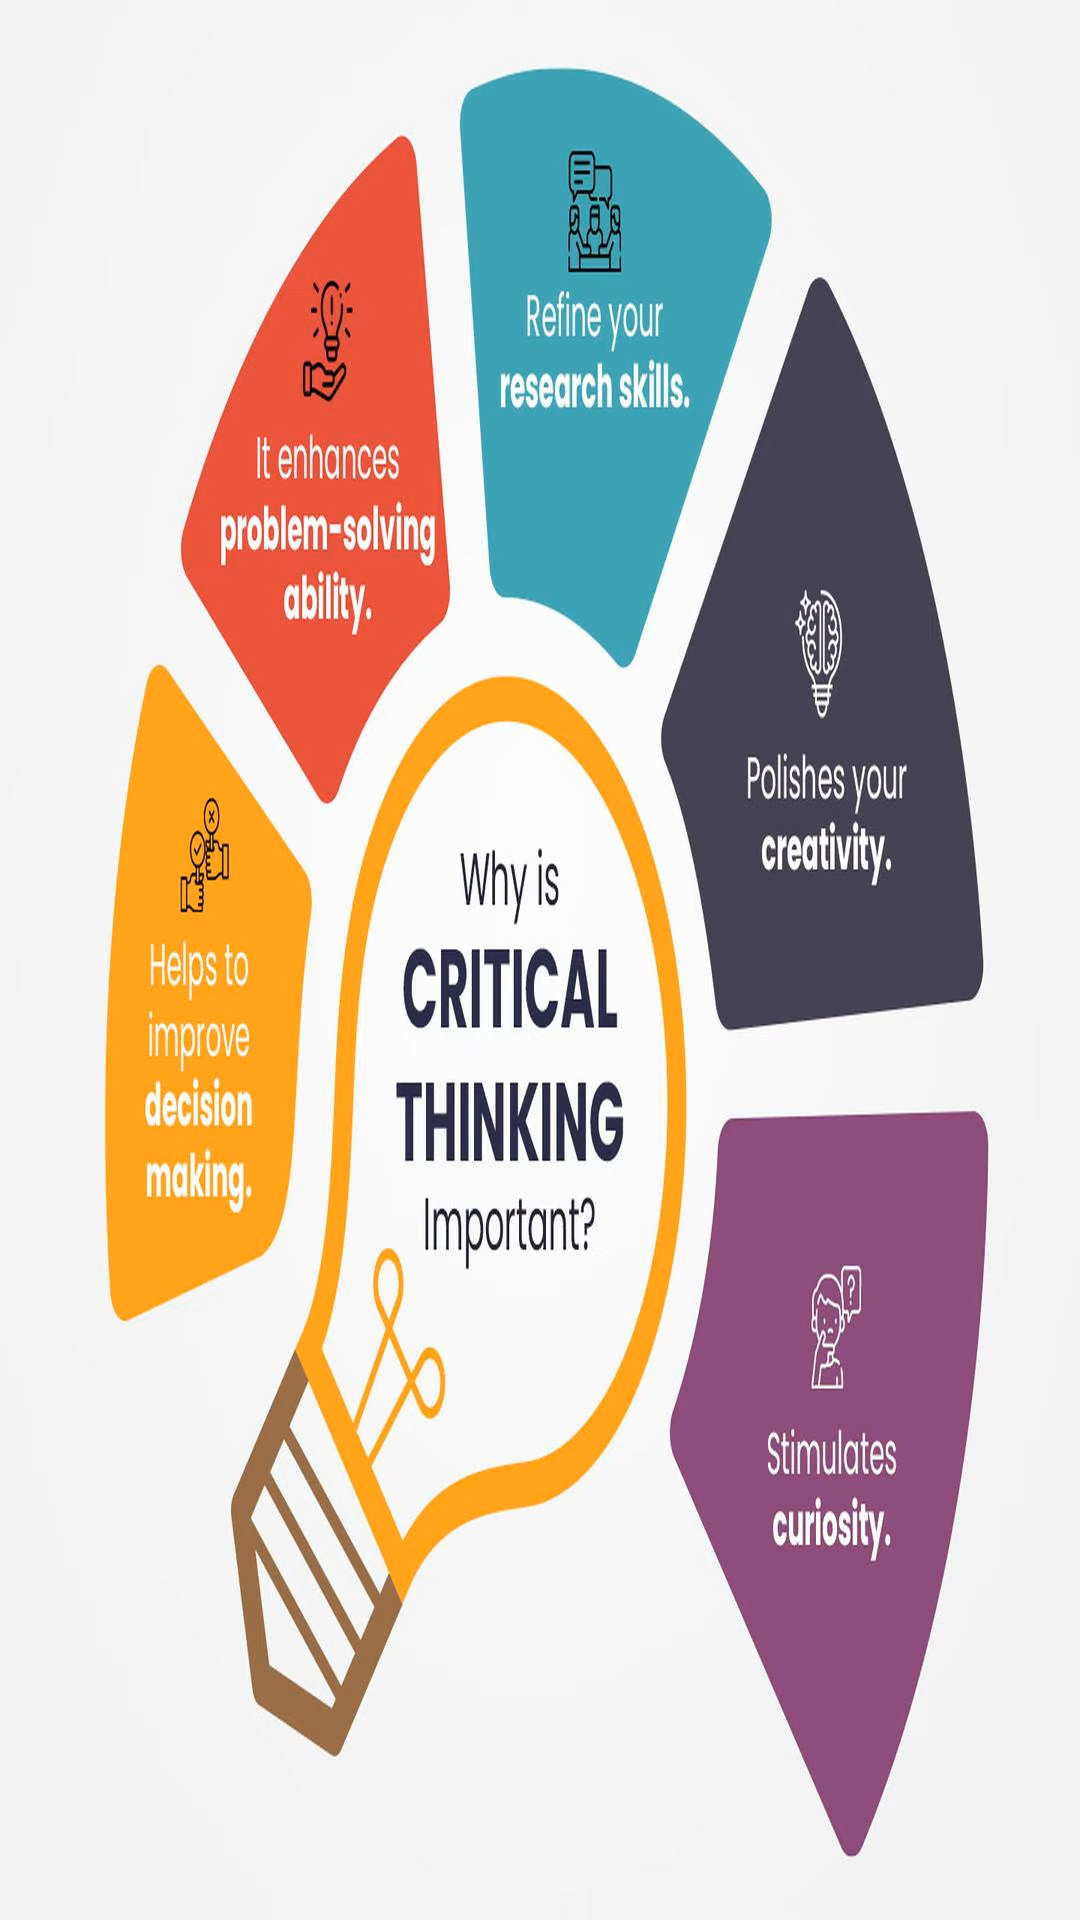 Why is
CRITICAL
THINKING
Important?
Helps to
improve
decision
making.
It enhances
problem-solving
ability.
Refine your
research skills.
Polishes your
creativity.
?
Stimulates
curiosity.